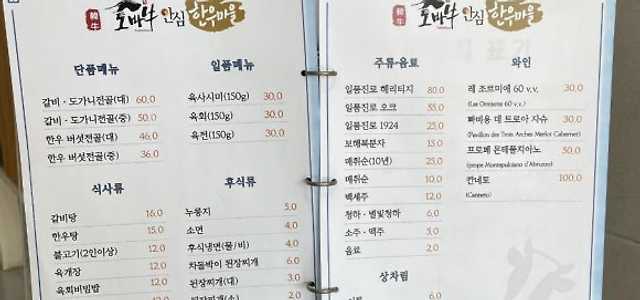 韓牛 도바우 안심 한우마을
단품메뉴
갈비·도가니전골(대) 60.0
갈비·도가니전골(중) 50.0
한우 버섯전골(대) 46.0
한우 버섯전골(중) 36.0
식사류
갈비탕 16.0
한우탕 15.0
불고기(2인이상) 12.0
육개장 12.0
육회비빔밥 12.0
일품메뉴
육사시미(150g) 30.0
육회(150g) 30.0
육전(150g) 30.0
후식류
누룽지 5.0
소면 4.0
후식냉면(물/비) 4.0
차돌박이 된장찌개 6.0
된장찌개(대) 3.0
된장찌개(소) 2.0
韓牛 도바우 안심 한우마을
주류·음료
일품진로 헤리티지 80.0
일품진로 오크 55.0
일품진로 1924 25.0
보해복분자 15.0
매취순(10년) 25.0
매취순 10.0
백세주 12.0
청하·별빛청하 6.0
소주·맥주 5.0
음료 2.0
상차림
와인
레 조르미에 60 v.v. 30.0
(Les Ormiers 60 v.v.)
빠비용 데 트로아 자슈 30.0
(Pavillon des Trois Arches Merlot Cabernet)
프로페 몬테풀치아노 50.0
(prope Montepulciano d'Abruzzo)
칸네토 100.0
(Canneto)